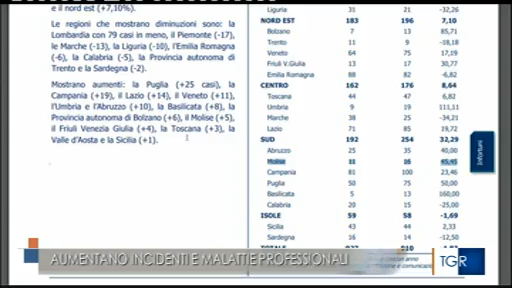 il nord est (+7,10%).
Le regioni che mostrano diminuzioni sono: la
Lombardia con 79 casi in meno, il Piemonte (-17),
le Marche (-13), la Liguria (-10), l'Emilia Romagna
(-6), la Calabria (-5), la Provincia autonoma di
Trento e la Sardegna (-2).
Mostrano aumenti: la Puglia (+25 casi), la
Campania (+19), il Lazio (+14), il Veneto (+11),
l'Umbria e l'Abruzzo (+10), la Basilicata (+8), la
Provincia autonoma di Bolzano (+6), il Molise (+5),
il Friuli Venezia Giulia (+4), la Toscana (+3), la
Valle d'Aosta e la Sicilia (+1).
Liguria 31 21 -32,26
NORD EST 183 196 7,10
Bolzano 7 13 85,71
Trento 11 9 -18,18
Veneto 64 75 17,19
Friuli V.Giulia 13 17 30,77
Emilia Romagna 88 82 -6,82
CENTRO 162 176 8,64
Toscana 44 47 6,82
Umbria 9 19 111,11
Marche 38 25 -34,21
Lazio 71 85 19,72
SUD 192 254 32,29
Abruzzo 25 35 40,00
Molise 11 16 45,45
Campania 81 100 23,46
Puglia 50 75 50,00
Basilicata 5 13 160,00
Calabria 20 15 -25,00
ISOLE 59 58 -1,69
Sicilia 43 44 2,33
Sardegna 16 14 -12,50
Infortuni
AUMENTANO INCIDENTI E MALATTIE PROFESSIONALI
TGR